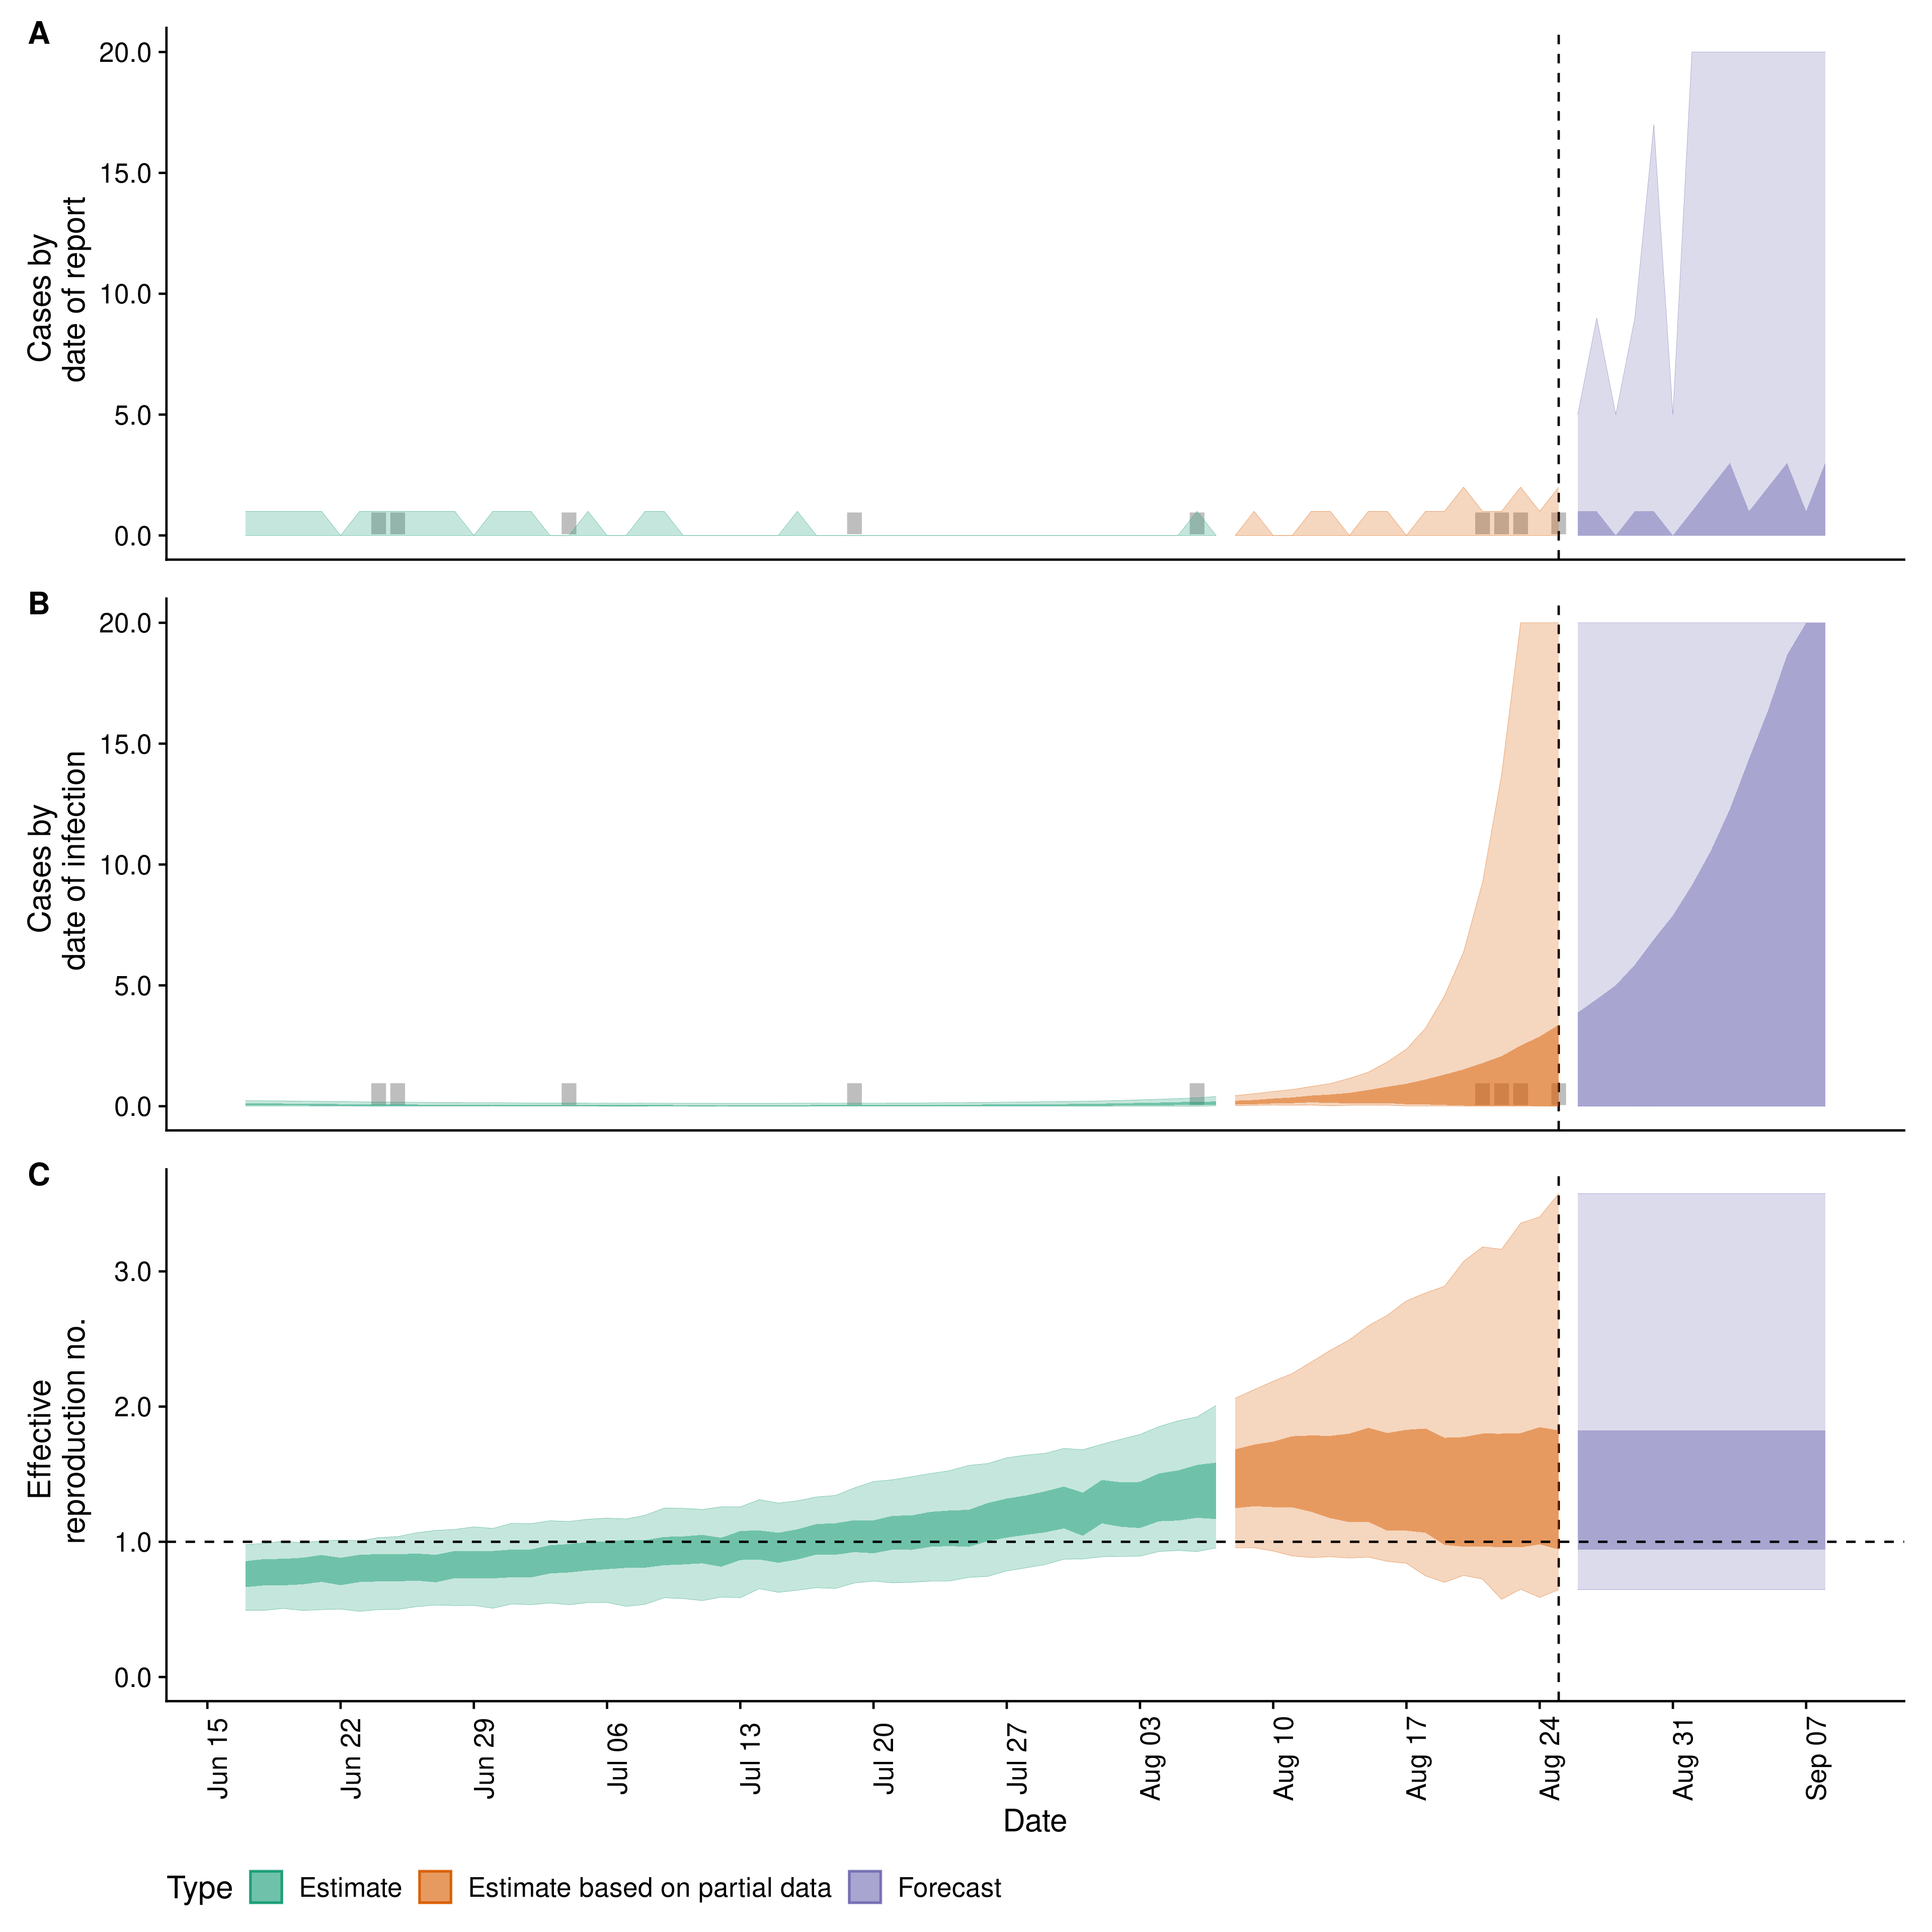 A
Cases by
date of report
20.0
15.0
10.0
5.0
0.0
B
Cases by
date of infection
20.0
15.0
10.0
5.0
0.0
C
Effective
reproduction no.
3.0
2.0
1.0
0.0
Jun 15
Jun 22
Jun 29
Jul 06
Jul 13
Jul 20
Jul 27
Aug 03
Aug 10
Aug 17
Aug 24
Aug 31
Sep 07
Date
Type Estimate Estimate based on partial data Forecast